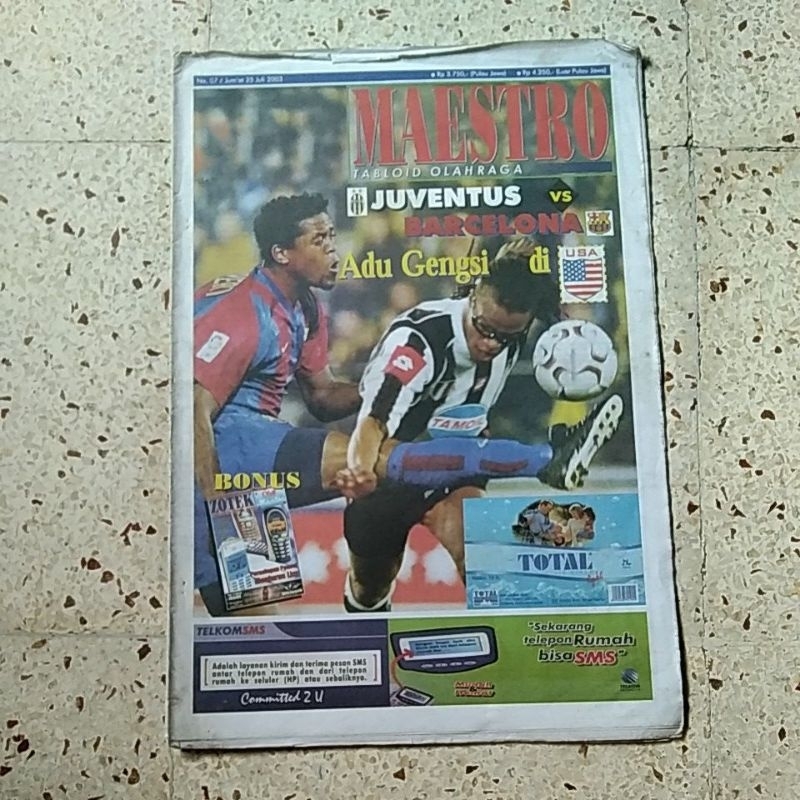 No. 07 / Jum'at 25 Juli 2003
• Rp 3.750,- (Pulau Jawa) • Rp 4.250,- (Luar Pulau Jawa)
MAESTRO
TABLOID OLAHRAGA
JUVENTUS VS
BARCELONA
Adu Gengsi di
USA
TAMOIL
BONUS
ZOTEK
TOTAL
TOTAL
TELKOMSMS
Adalah layanan kirim dan terima pesan SMS
antar telepon rumah dan dari telepon
rumah ke seluler (HP) atau sebaliknya.
Committed 2 U
"Sekarang
telepon Rumah
bisa SMS"
TELKOM